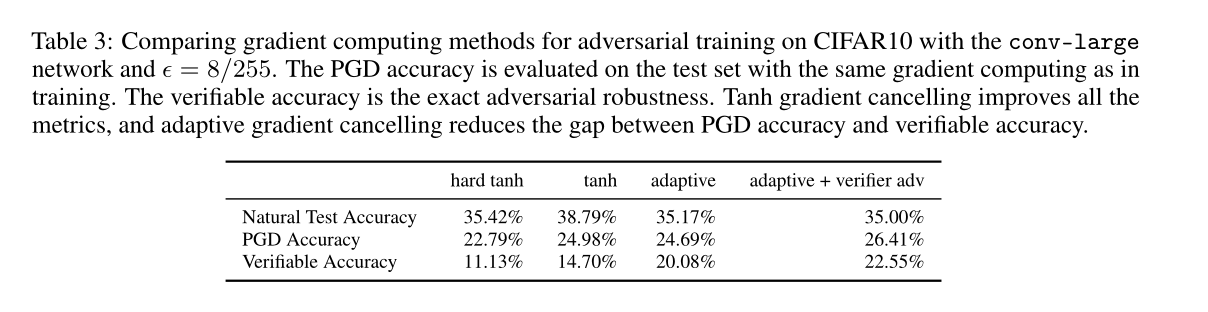 Table 3: Comparing gradient computing methods for adversarial training on CIFAR10 with the conv-large
network and ϵ = 8/255. The PGD accuracy is evaluated on the test set with the same gradient computing as in
training. The verifiable accuracy is the exact adversarial robustness. Tanh gradient cancelling improves all the
metrics, and adaptive gradient cancelling reduces the gap between PGD accuracy and verifiable accuracy.
hard tanh tanh adaptive adaptive + verifier adv
Natural Test Accuracy 35.42% 38.79% 35.17% 35.00%
PGD Accuracy 22.79% 24.98% 24.69% 26.41%
Verifiable Accuracy 11.13% 14.70% 20.08% 22.55%